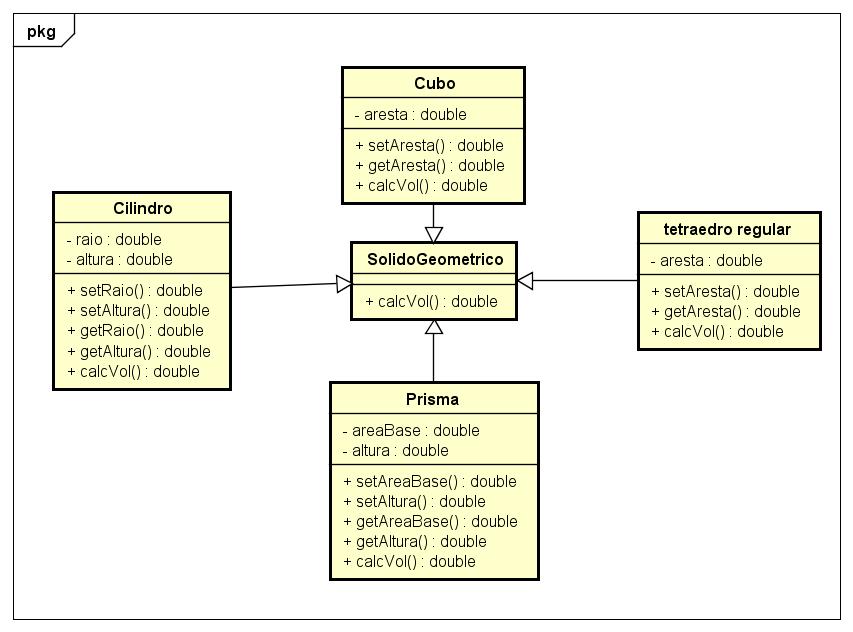 pkg
Cubo
- aresta : double
+ setAresta() : double
+ getAresta() : double
+ calcVol() : double
Cilindro
- raio : double
- altura : double
+ setRaio() : double
+ setAltura() : double
+ getRaio() : double
+ getAltura() : double
+ calcVol() : double
SolidoGeometrico
+ calcVol() : double
tetraedro regular
- aresta : double
+ setAresta() : double
+ getAresta() : double
+ calcVol() : double
Prisma
- areaBase : double
- altura : double
+ setAreaBase() : double
+ setAltura() : double
+ getAreaBase() : double
+ getAltura() : double
+ calcVol() : double